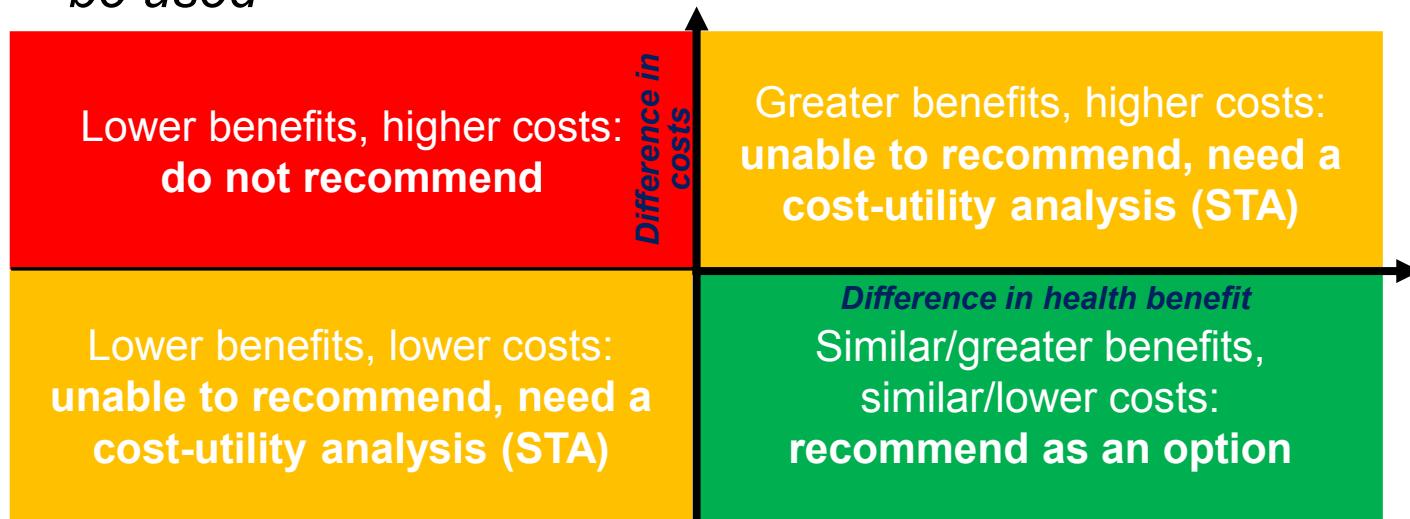 be used
Lower benefits, higher costs:
do not recommend
Difference in
costs
Greater benefits, higher costs:
unable to recommend, need a
cost-utility analysis (STA)
Difference in health benefit
Lower benefits, lower costs:
unable to recommend, need a
cost-utility analysis (STA)
Similar/greater benefits,
similar/lower costs:
recommend as an option